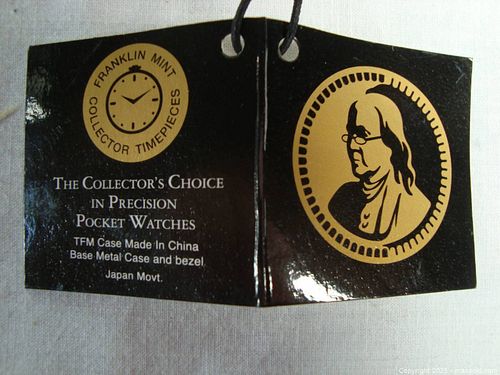 FRANKLIN MINT
COLLECTOR TIMEPIECES
THE COLLECTOR'S CHOICE
IN PRECISION
POCKET WATCHES
TFM Case Made In China
Base Metal Case and bezel
Japan Movt.